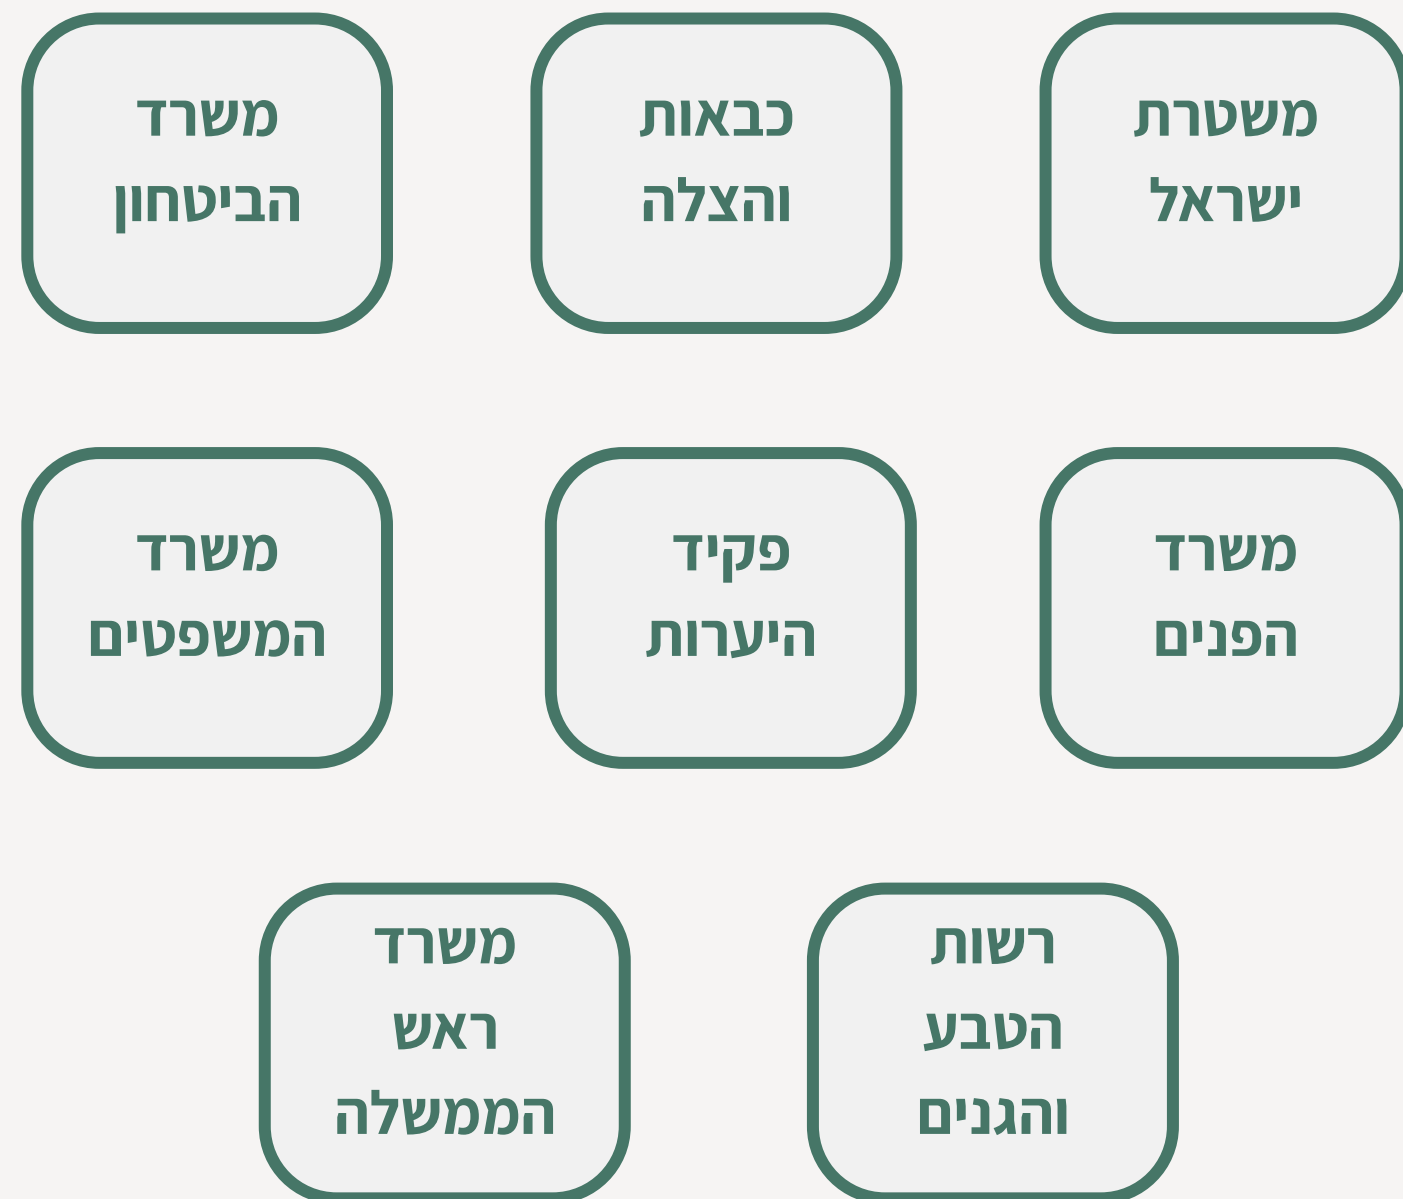 משטרת
ישראל
כבאות
והצלה
משרד
הביטחון
משרד
הפנים
פקיד
היערות
משרד
המשפטים
רשות
הטבע
והגנים
משרד
ראש
הממשלה